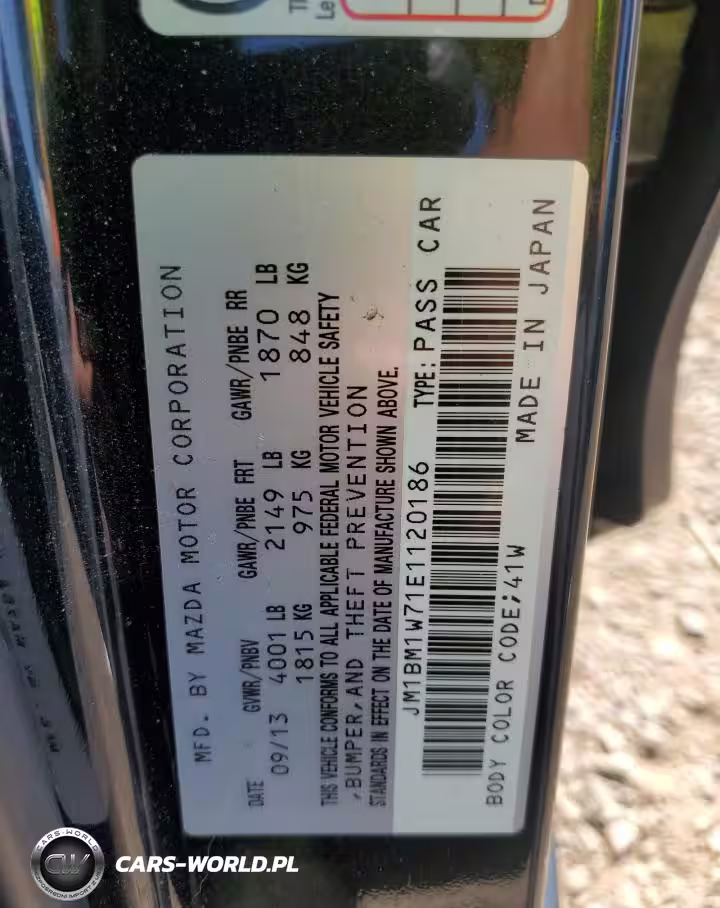 MFD. BY MAZDA MOTOR CORPORATION
DATE GVWR/PNBV GAWR/PNBE FRT GAWR/PNBE RR
09/13 4001 LB 2149 LB 1870 LB
1815 KG 975 KG 848 KG
THIS VEHICLE CONFORMS TO ALL APPLICABLE FEDERAL MOTOR VEHICLE SAFETY
,BUMPER,AND THEFT PREVENTION
STANDARDS IN EFFECT ON THE DATE OF MANUFACTURE SHOWN ABOVE.
JM1BM1W71E1120186 TYPE: PASS CAR
BODY COLOR CODE;41W MADE IN JAPAN
CARS-WORLD
CW
CARS-WORLD.PL